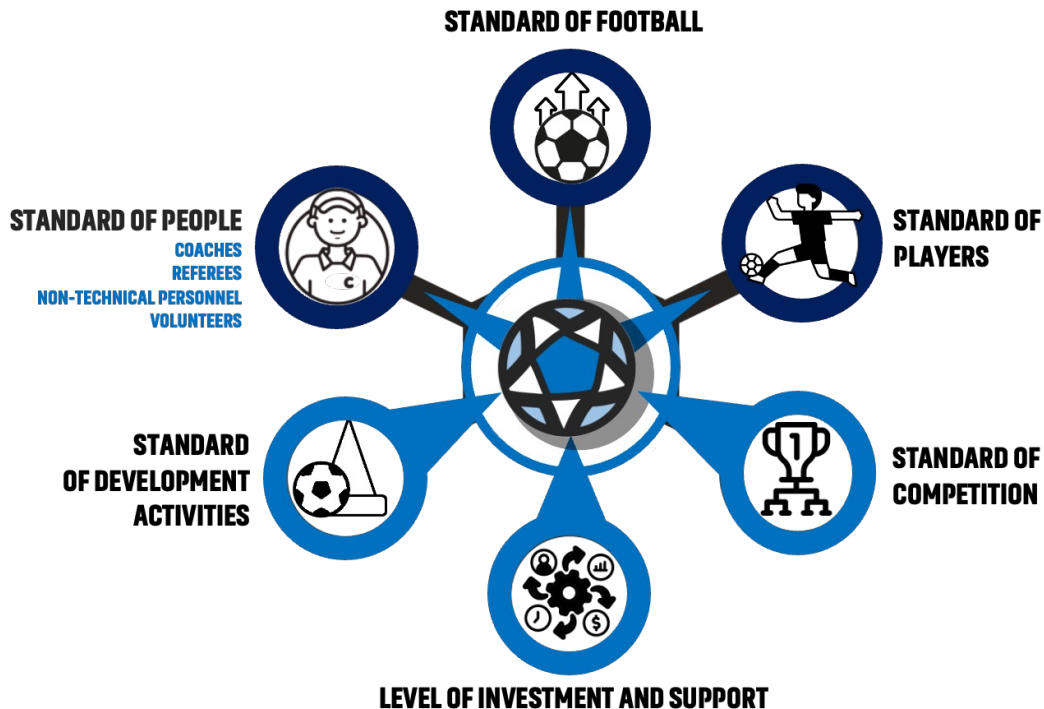 STANDARD OF FOOTBALL
STANDARD OF PEOPLE
COACHES
REFEREES
NON-TECHNICAL PERSONNEL
VOLUNTEERS
C
STANDARD OF
PLAYERS
STANDARD
OF DEVELOPMENT
ACTIVITIES
1
STANDARD OF
COMPETITION
$
LEVEL OF INVESTMENT AND SUPPORT